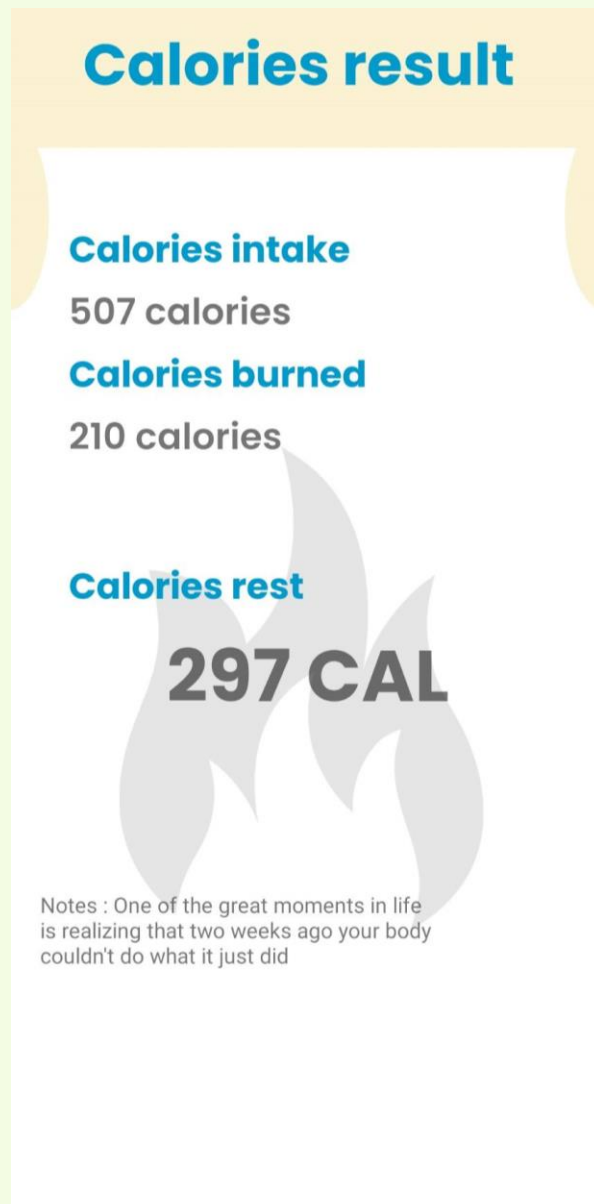 Calories result
Calories intake
507 calories
Calories burned
210 calories
Calories rest
297 CAL
Notes : One of the great moments in life
is realizing that two weeks ago your body
couldn't do what it just did